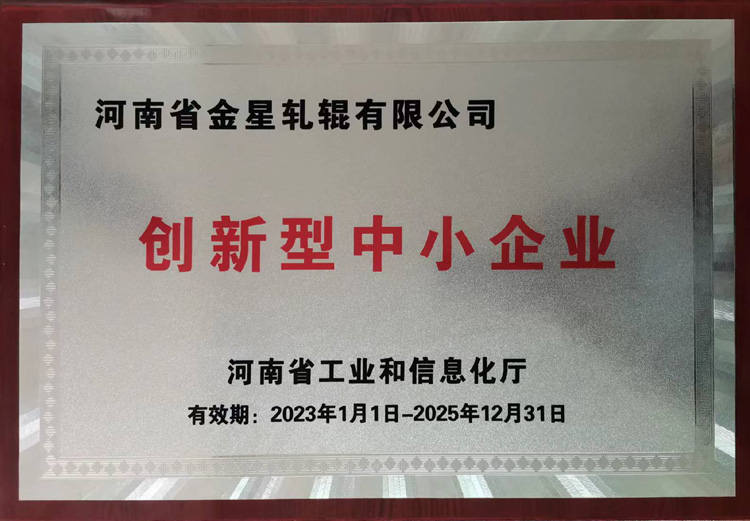 河南省金星轧辊有限公司
创新型中小企业
河南省工业和信息化厅
有效期：2023年1月1日-2025年12月31日